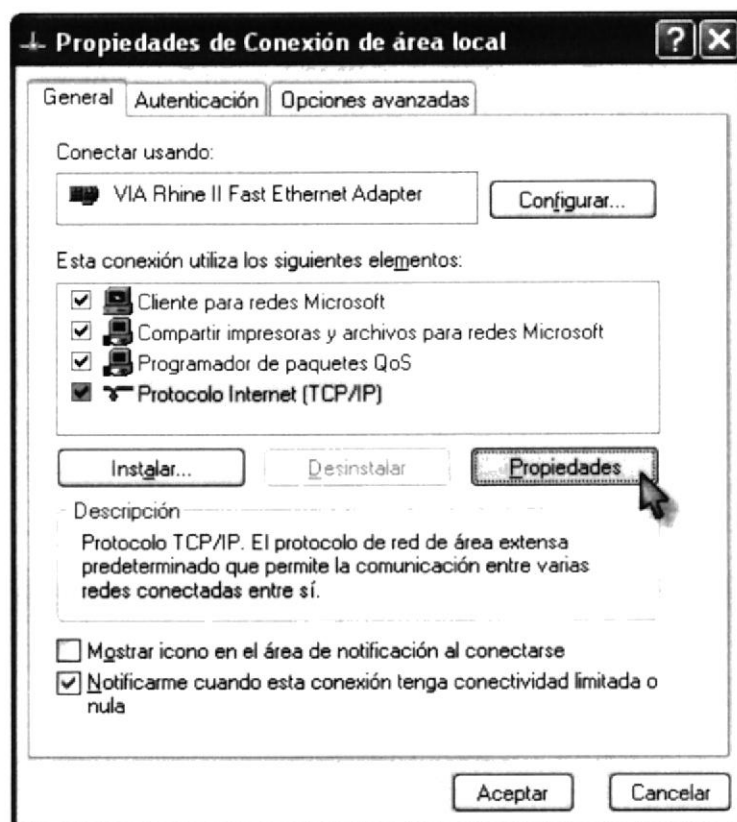 Propiedades de Conexión de área local
General Autenticación Opciones avanzadas
Conectar usando:
VIA Rhine II Fast Ethernet Adapter Configurar...
Esta conexión utiliza los siguientes elementos:
Cliente para redes Microsoft
Compartir impresoras y archivos para redes Microsoft
Programador de paquetes QoS
Protocolo Internet (TCP/IP)
Instalar... Desinstalar Propiedades
Descripción
Protocolo TCP/IP. El protocolo de red de área extensa
predeterminado que permite la comunicación entre varias
redes conectadas entre sí.
Mostrar icono en el área de notificación al conectarse
Notificarme cuando esta conexión tenga conectividad limitada o
nula
Aceptar Cancelar